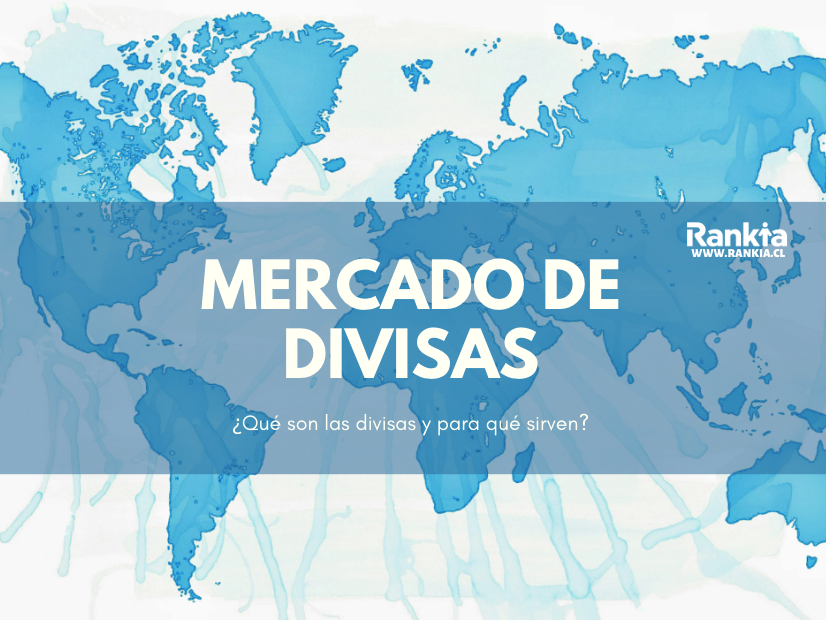 Rankia
WWW.RANKIA.CL
MERCADO DE
DIVISAS
¿Qué son las divisas y para qué sirven?